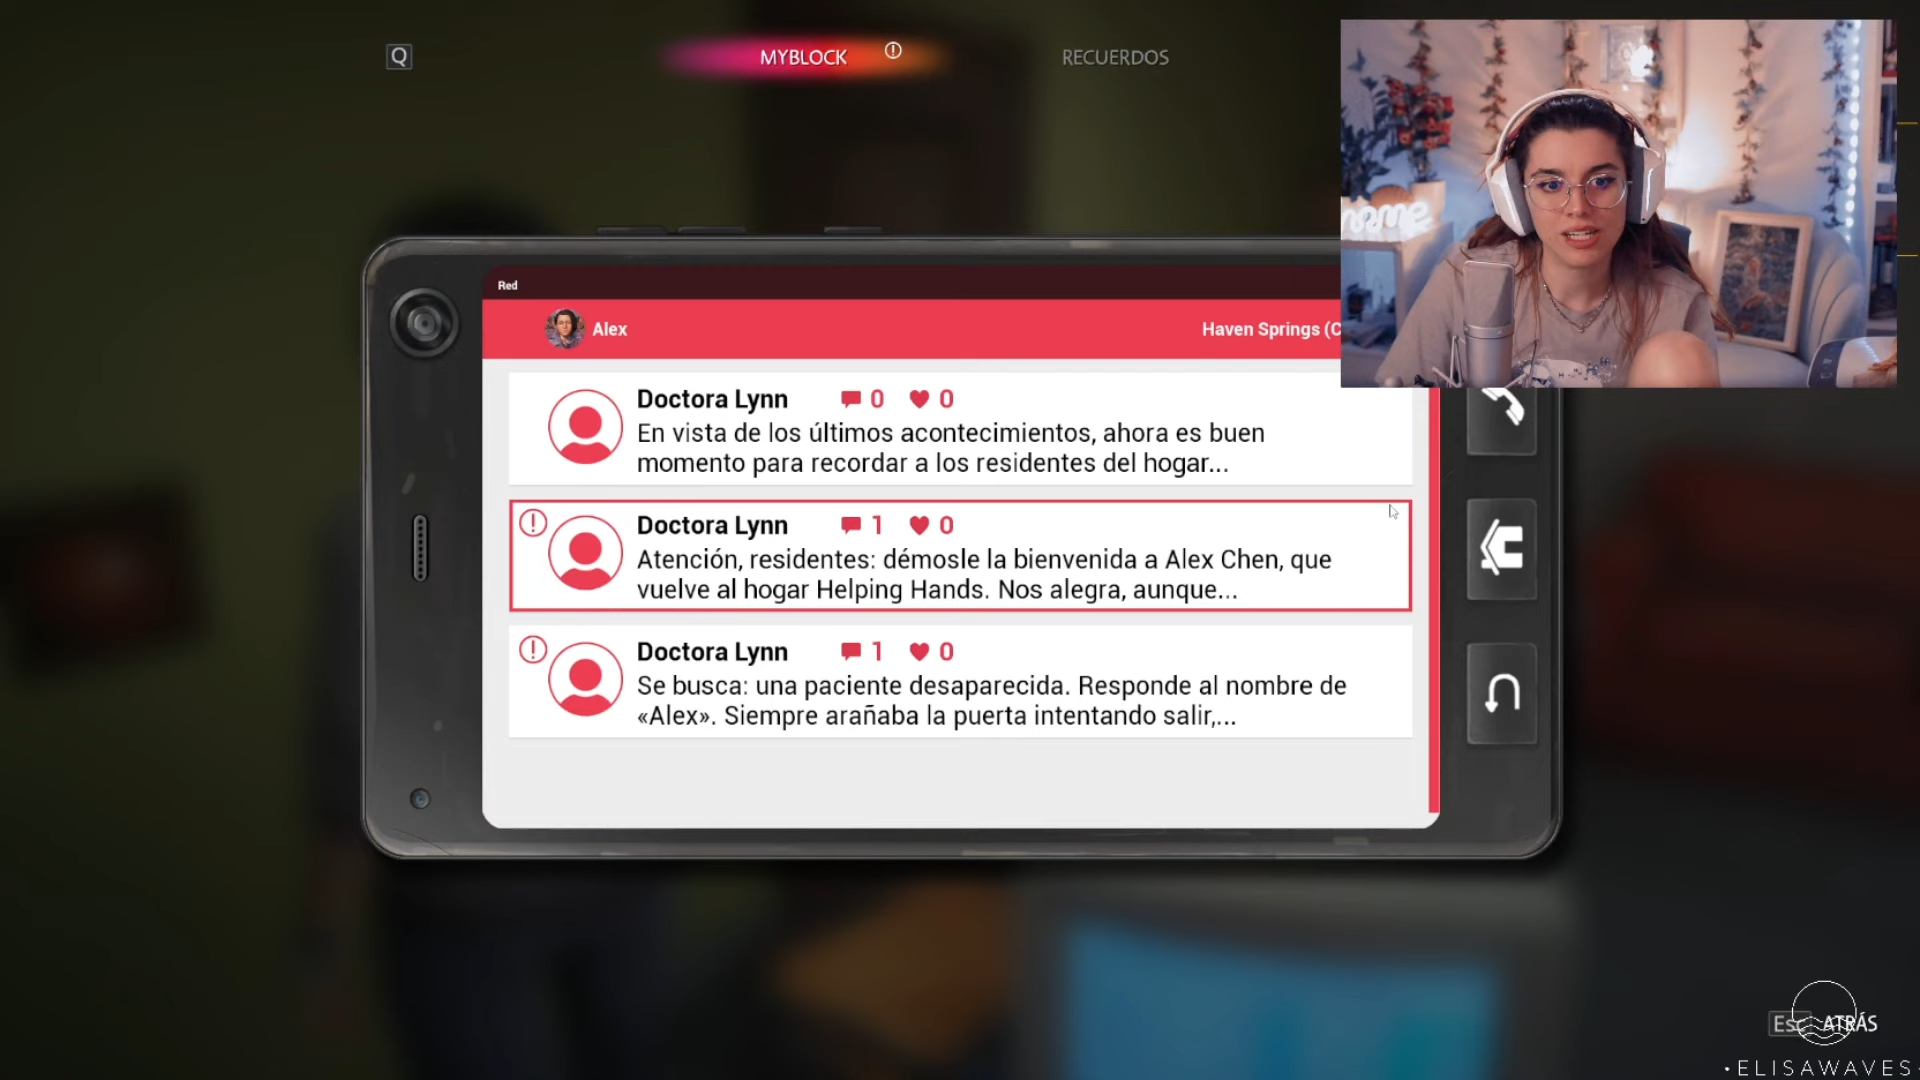 Q
MYBLOCK
RECUERDOS
Red
Alex
Haven Springs (C
Doctora Lynn 0 0
En vista de los últimos acontecimientos, ahora es buen
momento para recordar a los residentes del hogar...
Doctora Lynn 1 0
Atención, residentes: démosle la bienvenida a Alex Chen, que
vuelve al hogar Helping Hands. Nos alegra, aunque...
Doctora Lynn 1 0
Se busca: una paciente desaparecida. Responde al nombre de
«Alex». Siempre arañaba la puerta intentando salir,...
home
Esc ATRÁS
•ELISAWAVES•